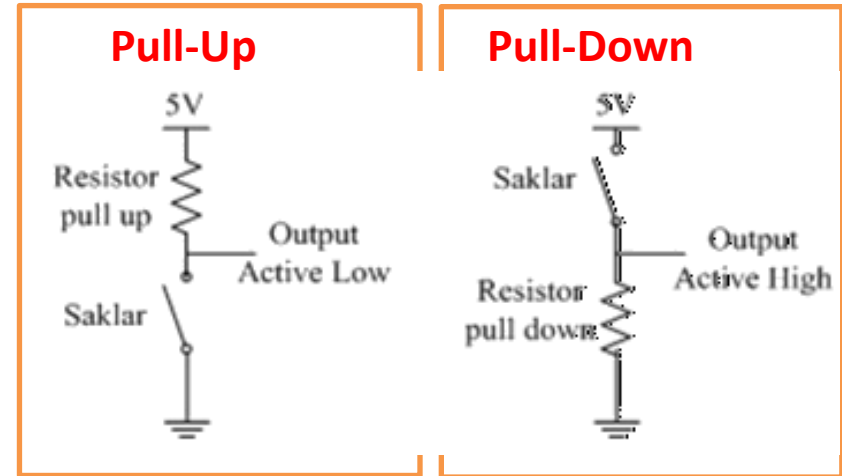 Pull-Up
5V
Resistor
pull up
Output
Active Low
Saklar
Pull-Down
5V
Saklar
Output
Active High
Resistor
pull down